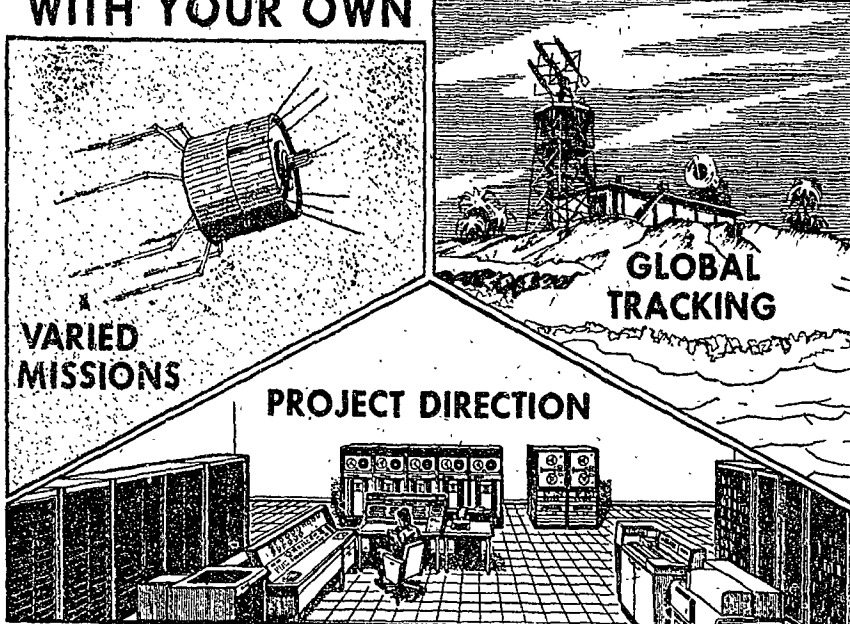 WITH YOUR OWN
VARIED
MISSIONS
GLOBAL
TRACKING
PROJECT DIRECTION